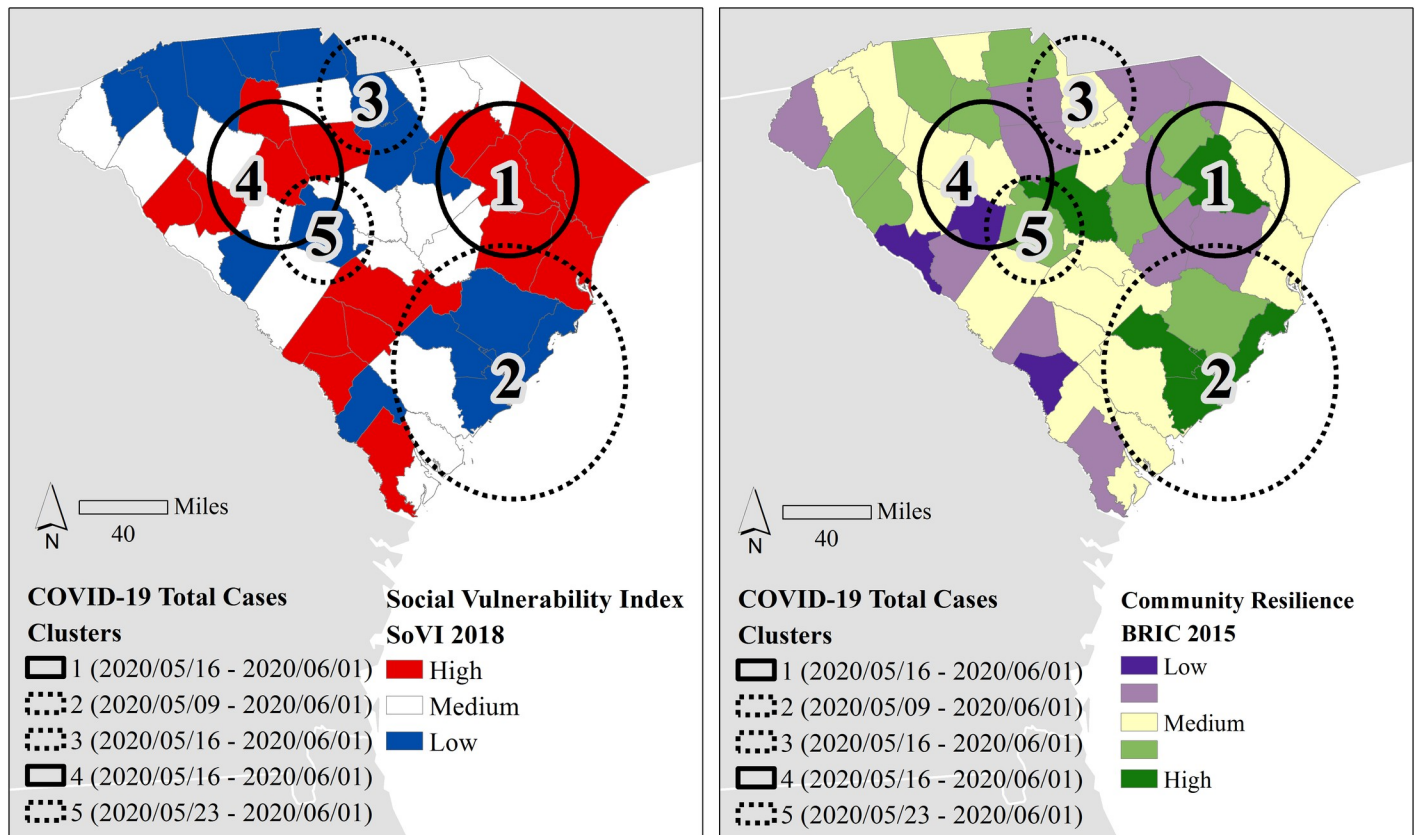 3
4
1
5
2
N
Miles
40
COVID-19 Total Cases
Clusters
1 (2020/05/16 - 2020/06/01)
2 (2020/05/09 - 2020/06/01)
3 (2020/05/16 - 2020/06/01)
4 (2020/05/16 - 2020/06/01)
5 (2020/05/23 - 2020/06/01)
Social Vulnerability Index
SoVI 2018
High
Medium
Low
3
4
1
5
2
N
Miles
40
COVID-19 Total Cases
Clusters
1 (2020/05/16 - 2020/06/01)
2 (2020/05/09 - 2020/06/01)
3 (2020/05/16 - 2020/06/01)
4 (2020/05/16 - 2020/06/01)
5 (2020/05/23 - 2020/06/01)
Community Resilience
BRIC 2015
Low
Medium
High